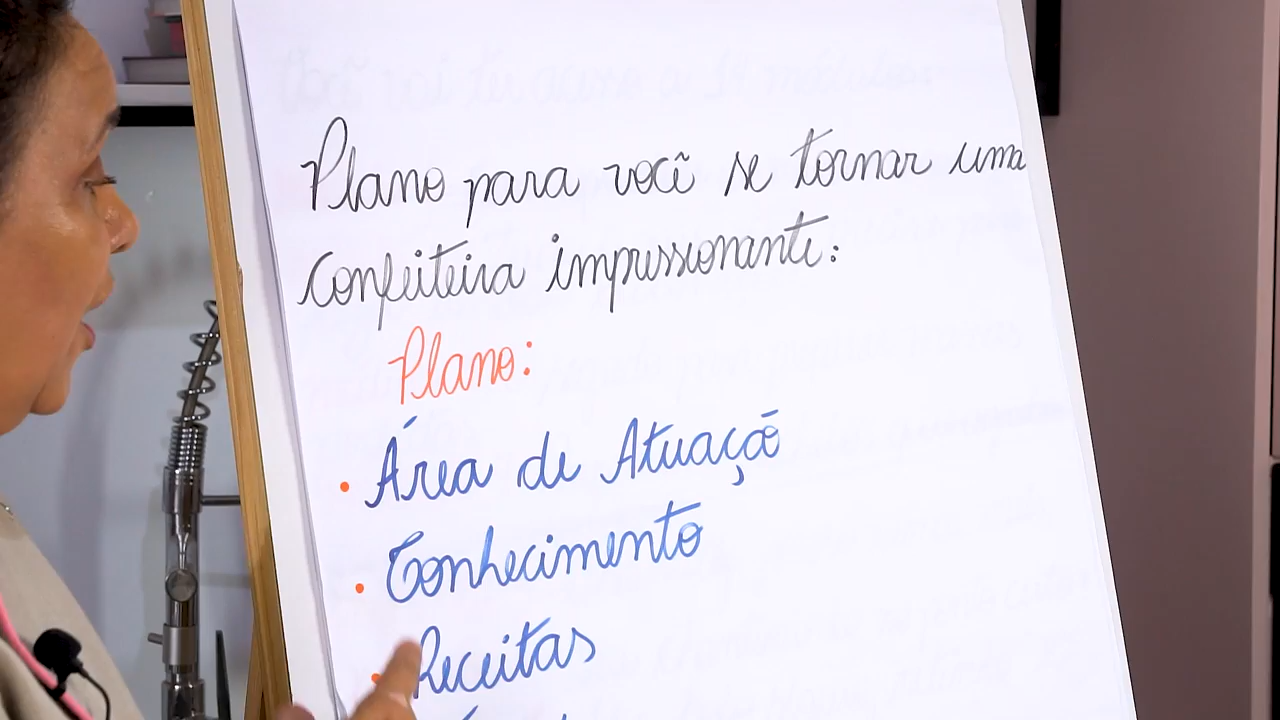 Plano para você se tornar uma
confeiteira impressionante:
Plano:
• Área de Atuação
• Conhecimento
• Receitas